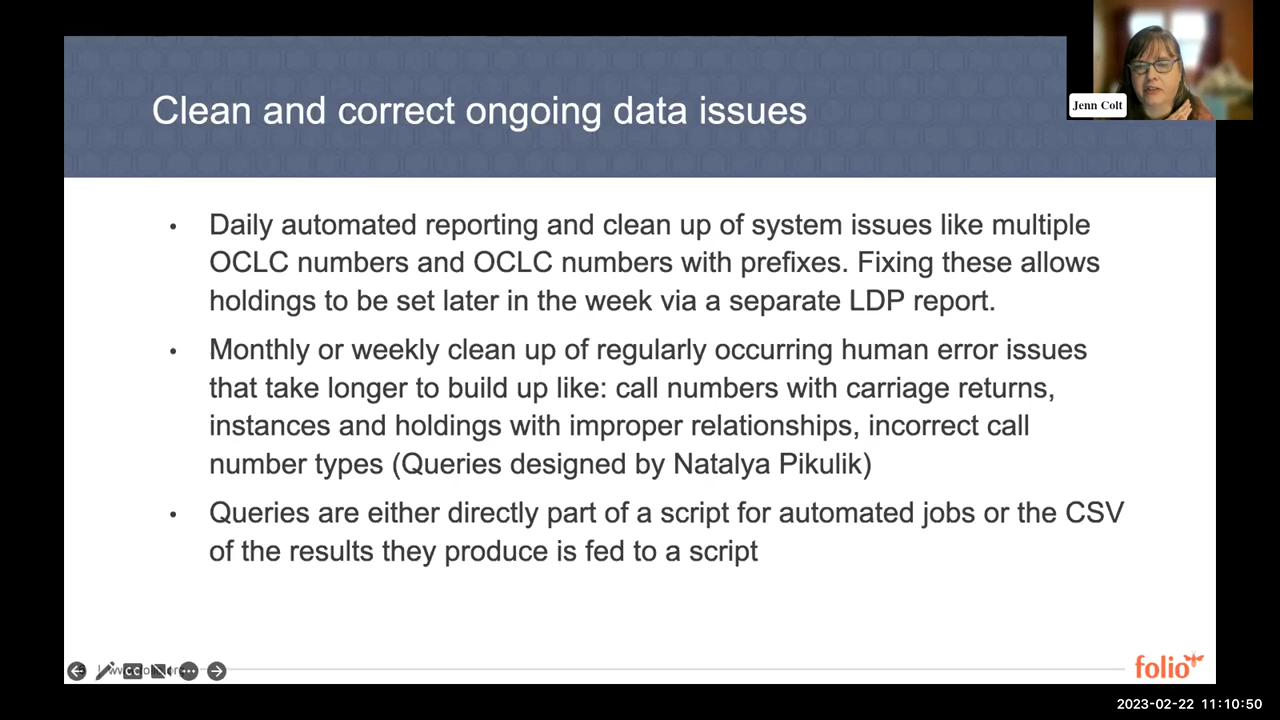 Jenn Colt
Clean and correct ongoing data issues
• Daily automated reporting and clean up of system issues like multiple
OCLC numbers and OCLC numbers with prefixes. Fixing these allows
holdings to be set later in the week via a separate LDP report.
• Monthly or weekly clean up of regularly occurring human error issues
that take longer to build up like: call numbers with carriage returns,
instances and holdings with improper relationships, incorrect call
number types (Queries designed by Natalya Pikulik)
• Queries are either directly part of a script for automated jobs or the CSV
of the results they produce is fed to a script
CC
folio
2023-02-22 11:10:50